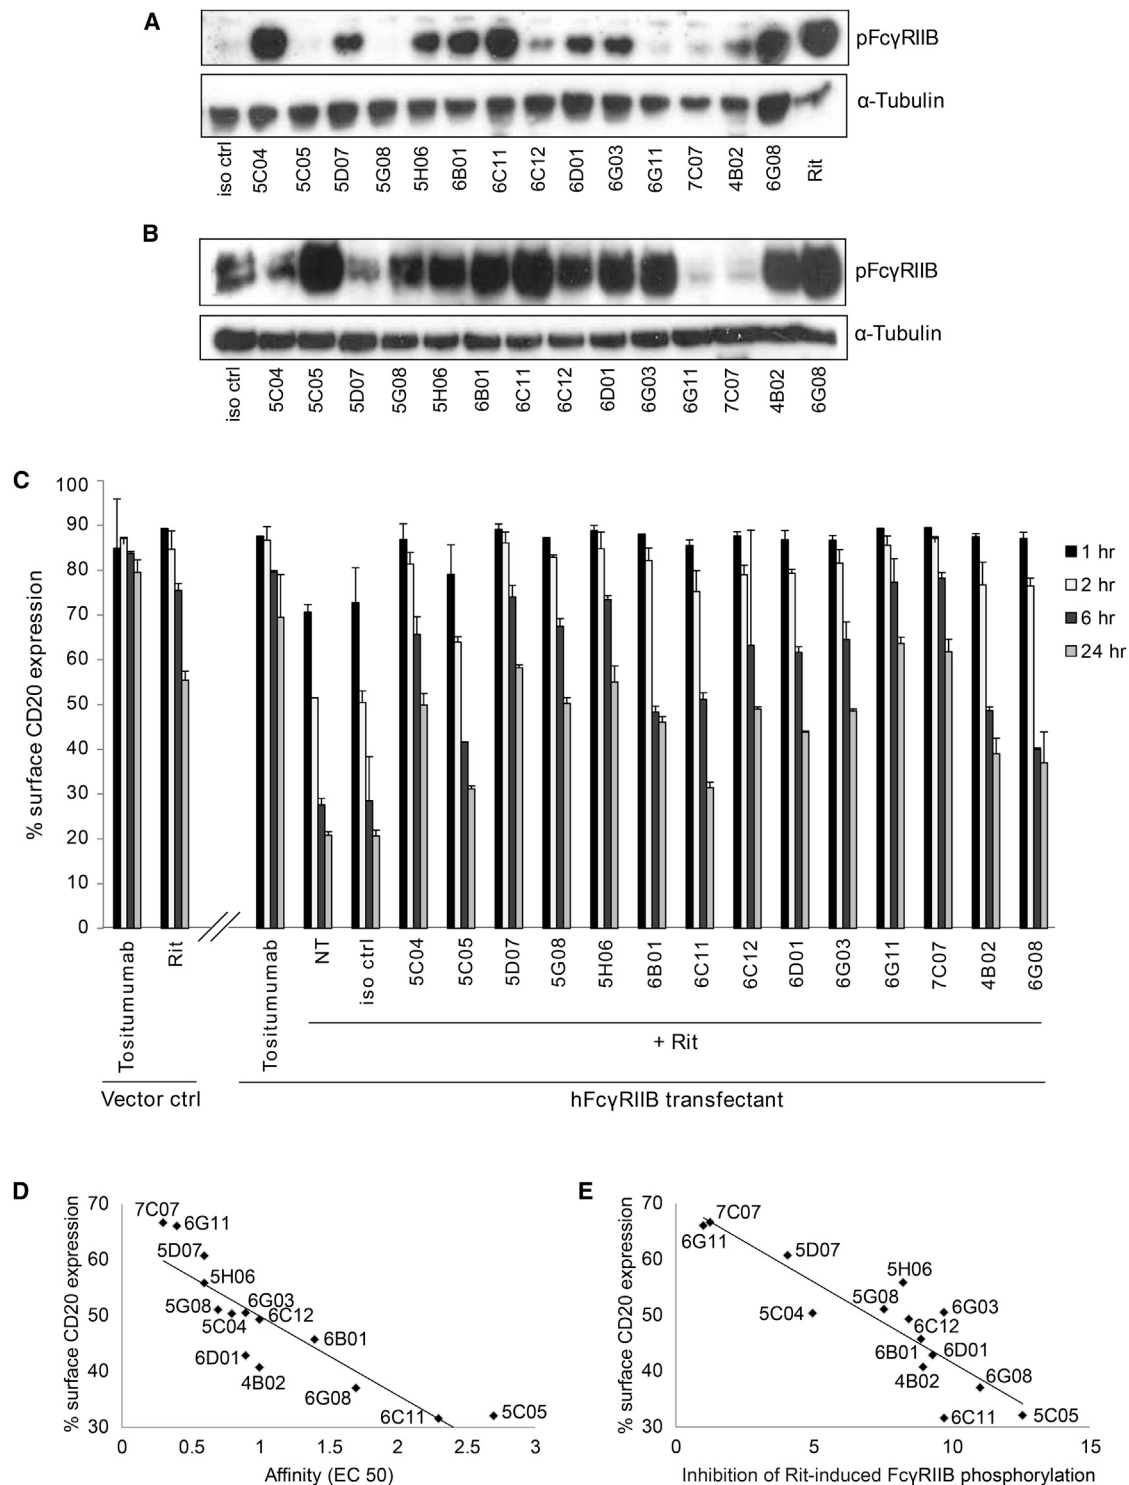 A
pFcγRIIB
α-Tubulin
iso ctrl 5C04 5C05 5D07 5G08 5H06 6B01 6C11 6C12 6D01 6G03 6G11 7C07 4B02 6G08 Rit
B
pFcγRIIB
α-Tubulin
iso ctrl 5C04 5C05 5D07 5G08 5H06 6B01 6C11 6C12 6D01 6G03 6G11 7C07 4B02 6G08
C
% surface CD20 expression
100
90
80
70
60
50
40
30
20
10
0
1 hr
2 hr
6 hr
24 hr
Tositumumab Rit Tositumumab NT iso ctrl 5C04 5C05 5D07 5G08 5H06 6B01 6C11 6C12 6D01 6G03 6G11 7C07 4B02 6G08
+ Rit
Vector ctrl
hFcγRIIB transfectant
D
% surface CD20 expression
70
60
50
40
30
7C07
6G11
5D07
5H06
5G08
6G03
5C04
6C12
6B01
6D01
4B02
6G08
6C11
5C05
0 0.5 1 1.5 2 2.5 3
Affinity (EC 50)
E
% surface CD20 expression
70
60
50
40
30
7C07
6G11
5D07
5H06
5G08
5C04
6G03
6C12
6B01
6D01
4B02
6G08
6C11
5C05
0 5 10 15
Inhibition of Rit-induced FcγRIIB phosphorylation